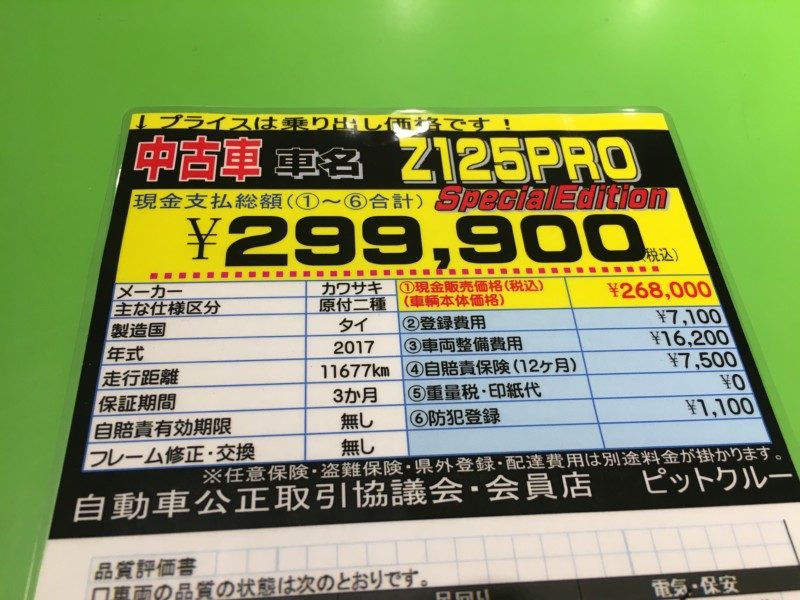 ↓プライスは乗り出し価格です！
中古車 車名 Z125PRO
SpecialEdition
現金支払総額(①～⑥合計)
¥299,900(税込)
メーカー カワサキ
主な仕様区分 原付二種
製造国 タイ
年式 2017
走行距離 11677km
保証期間 3か月
自賠責有効期限 無し
フレーム修正・交換 無し
①現金販売価格(税込) ¥268,000
(車輌本体価格)
②登録費用 ¥7,100
③車両整備費用 ¥16,200
④自賠責保険(12ヶ月) ¥7,500
⑤重量税・印紙代 ¥0
⑥防犯登録 ¥1,100
※任意保険・盗難保険・県外登録・配達費用は別途料金が掛かります。
自動車公正取引協議会・会員店 ピットクルー
品質評価書
口車両の品質の状態は次のとおりです。
足回り 電気・保安